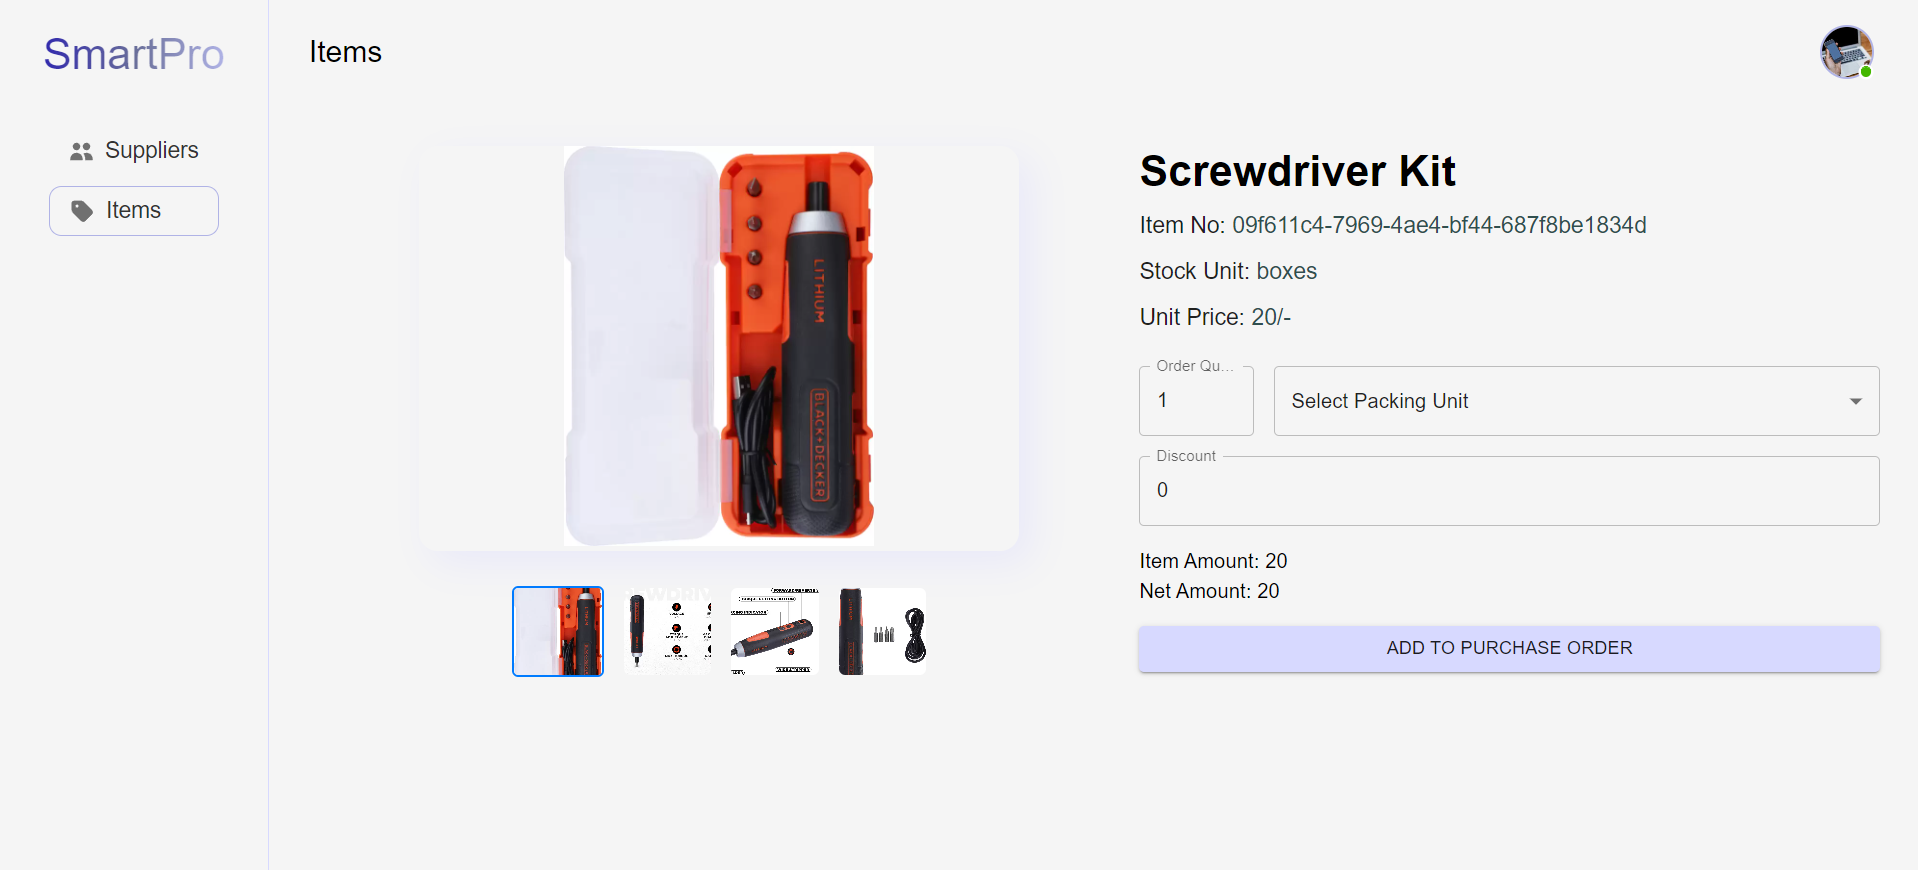 SmartPro
Items
Suppliers
Items
LITHIUM
BLACK+DECKER
Screwdriver Kit
Item No: 09f611c4-7969-4ae4-bf44-687f8be1834d
Stock Unit: boxes
Unit Price: 20/-
Order Qu...
1
Select Packing Unit
Discount
0
Item Amount: 20
Net Amount: 20
ADD TO PURCHASE ORDER